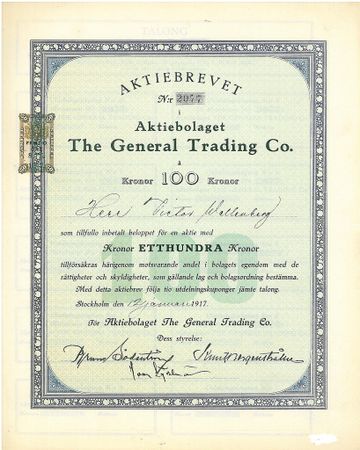 TALONG
AKTIEBREVET
N:r 2077
i
Aktiebolaget
The General Trading Co.
à
Kronor 100 Kronor
Herr Victor Wallenberg
som tillfullo inbetalt beloppet för en aktie med
Kronor ETTHUNDRA Kronor
tillförsäkras härigenom motsvarande andel i bolagets egendom med de
rättigheter och skyldigheter, som gällande lag och bolagsordning bestämma.
Med detta aktiebrev följa tio utdelningskuponger jämte talong.
Stockholm den 12 januari 1917.
För Aktiebolaget The General Trading Co.
Dess styrelse: